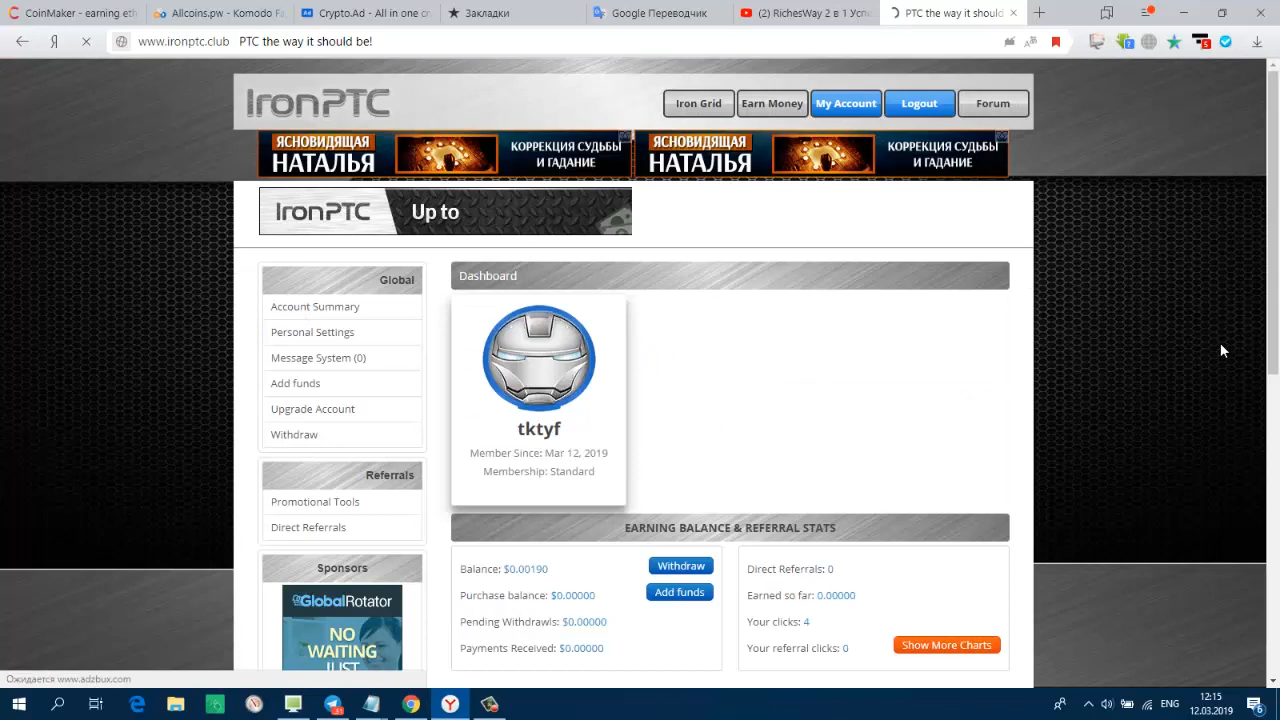 CoinMaker - earning eth
Allcoins.pw - Komodo F
Crypto.Ad - All in one cr
Закладки
Google Переводчик
(2) RichesWay 2 в 1 Успе
PTC the way it should
Я
www.ironptc.club PTC the way it should be!
7
5
IronPTC
Iron Grid
Earn Money
My Account
Logout
Forum
ЯСНОВИДЯЩАЯ
НАТАЛЬЯ
КОРРЕКЦИЯ СУДЬБЫ
И ГАДАНИЕ
ЯСНОВИДЯЩАЯ
НАТАЛЬЯ
КОРРЕКЦИЯ СУДЬБЫ
И ГАДАНИЕ
IronPTC
Up to
Global
Account Summary
Personal Settings
Message System (0)
Add funds
Upgrade Account
Withdraw
Referrals
Promotional Tools
Direct Referrals
Sponsors
GlobalRotator
NO
WAITING
JUST
Dashboard
tktyf
Member Since: Mar 12, 2019
Membership: Standard
EARNING BALANCE & REFERRAL STATS
Balance: $0.00190
Withdraw
Purchase balance: $0.00000
Add funds
Pending Withdrawls: $0.00000
Payments Received: $0.00000
Direct Referrals: 0
Earned so far: 0.00000
Your clicks: 4
Your referral clicks: 0
Show More Charts
Ожидается www.adzbux.com
ENG
12:15
12.03.2019